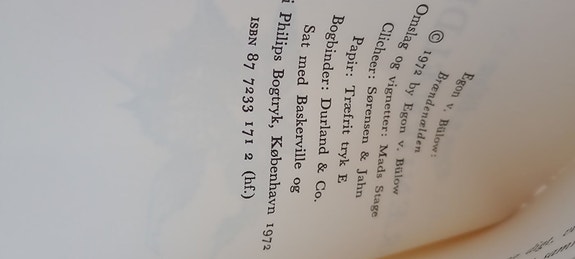 Egon v. Bülow:
Brændenælden
© 1972 by Egon v. Bülow
Omslag og vignetter: Mads Stage
Clicheer: Sørensen & Jahn
Papir: Træfrit tryk E
Bogbinder: Durland & Co.
Sat med Baskerville og
i Philips Bogtryk, København 1972
ISBN 87 7233 171 2 (hf.)